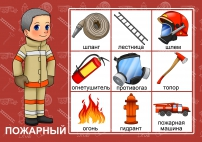 шланг
лестница
шлем
огнетушитель
противогаз
топор
огонь
гидрант
пожарная
машина
ПОЖАРНЫЙ